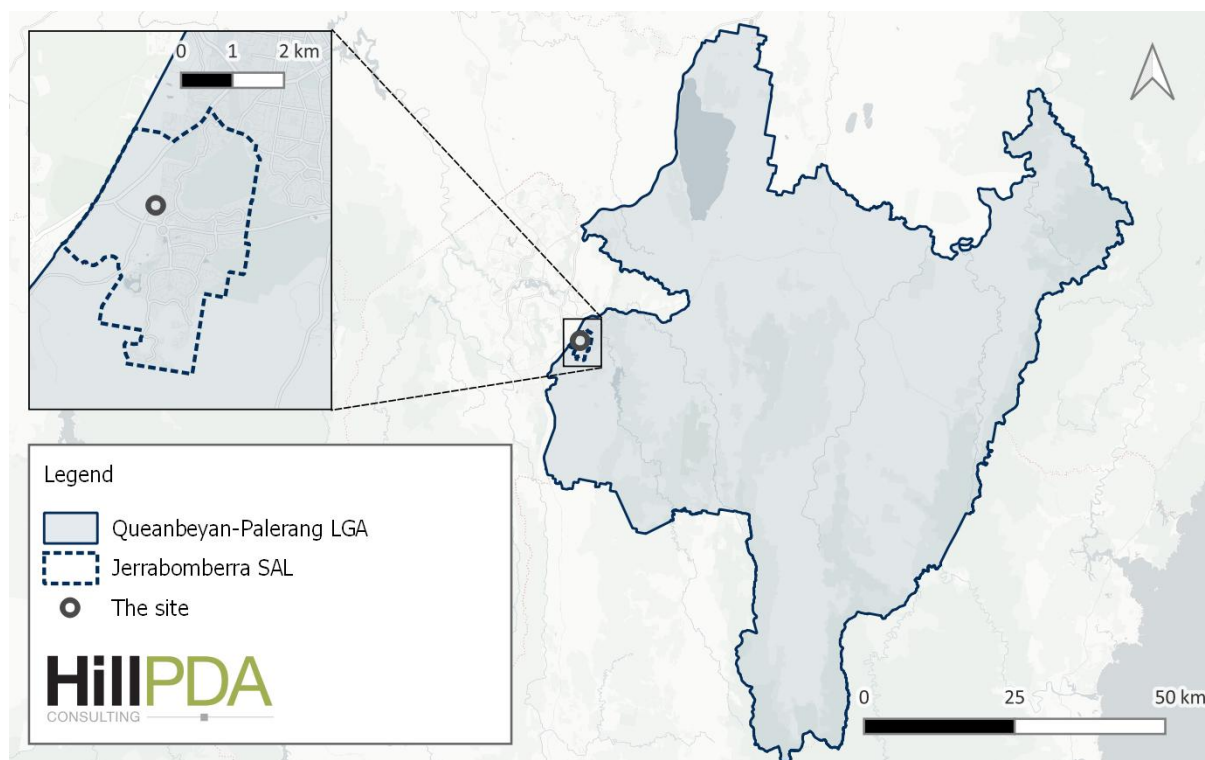 0 1 2 km
Legend
Queanbeyan-Palerang LGA
Jerrabomberra SAL
The site
HillPDA
CONSULTING
0 25 50 km